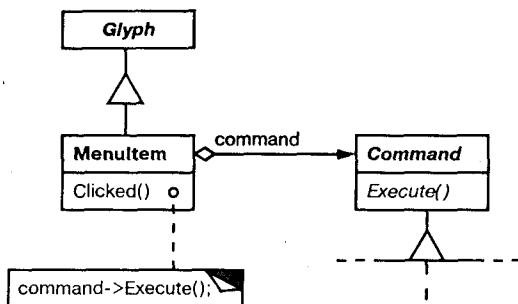 Glyph
MenuItem
Clicked()
command
Command
Execute()
command->Execute();